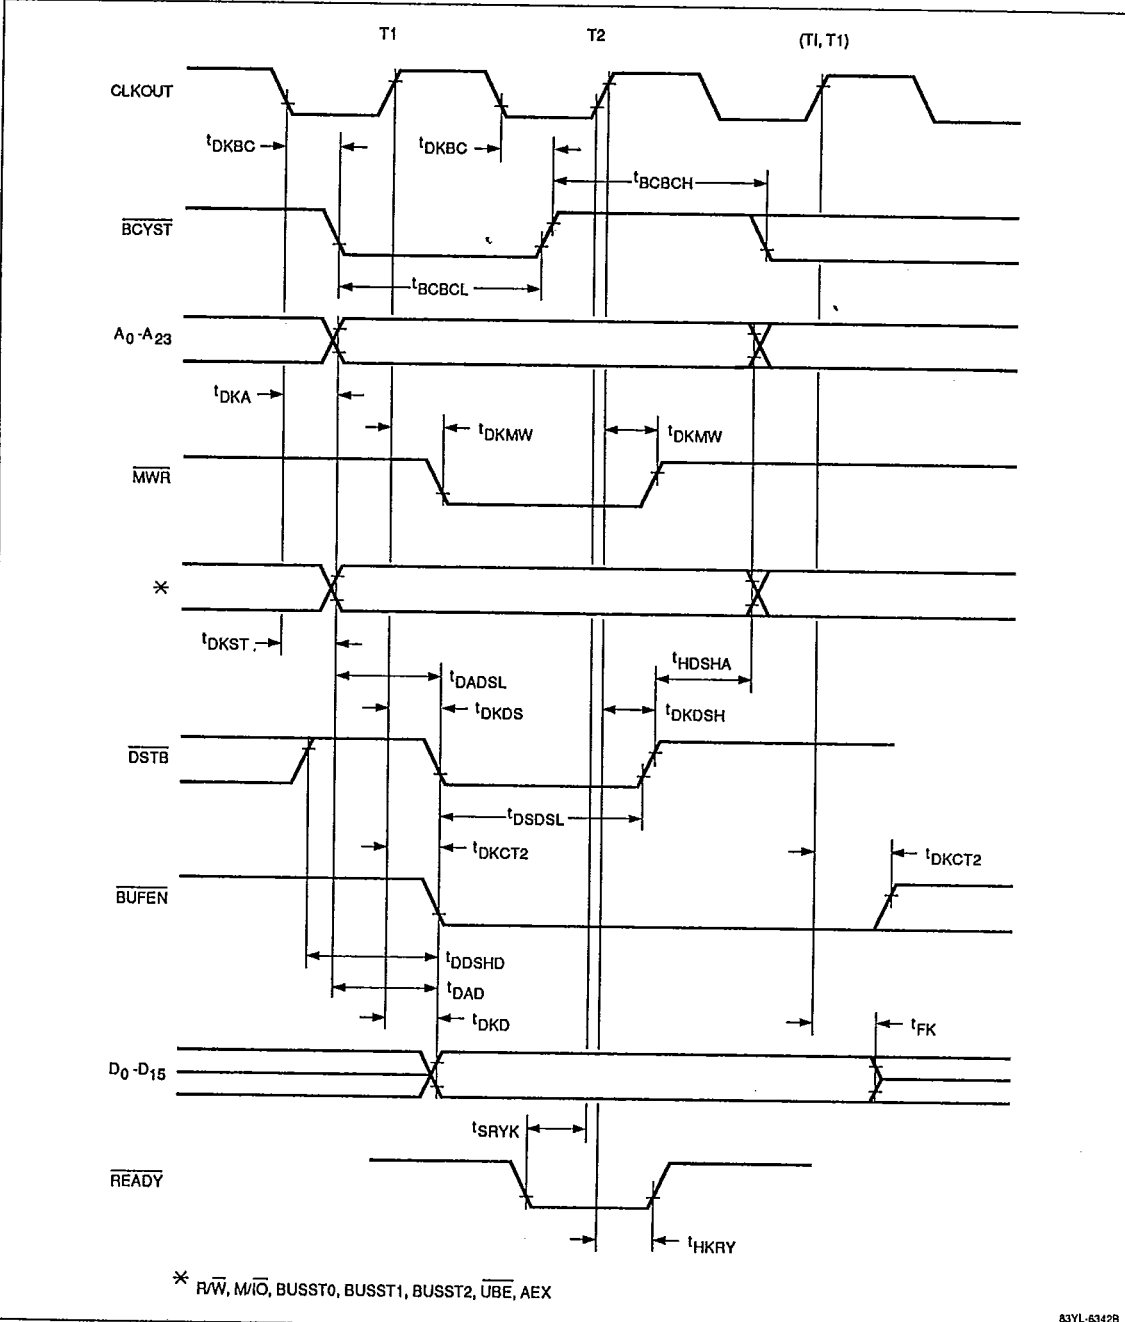 T1 T2 (TI, T1)
CLKOUT
tDKBC tDKBC
tBCBCH
BCYST
tBCBCL
A0-A23
tDKA
tDKMW tDKMW
MWR
*
tDKST
tHDSHA
tDADSL
tDKDS tDKDSH
DSTB
tDSDSL
tDKCT2 tDKCT2
BUFEN
tDDSHD
tDAD
tDKD tFK
D0-D15
tSRYK
READY
tHKRY
* R/W, M/IO, BUSST0, BUSST1, BUSST2, UBE, AEX
83YL-6342B